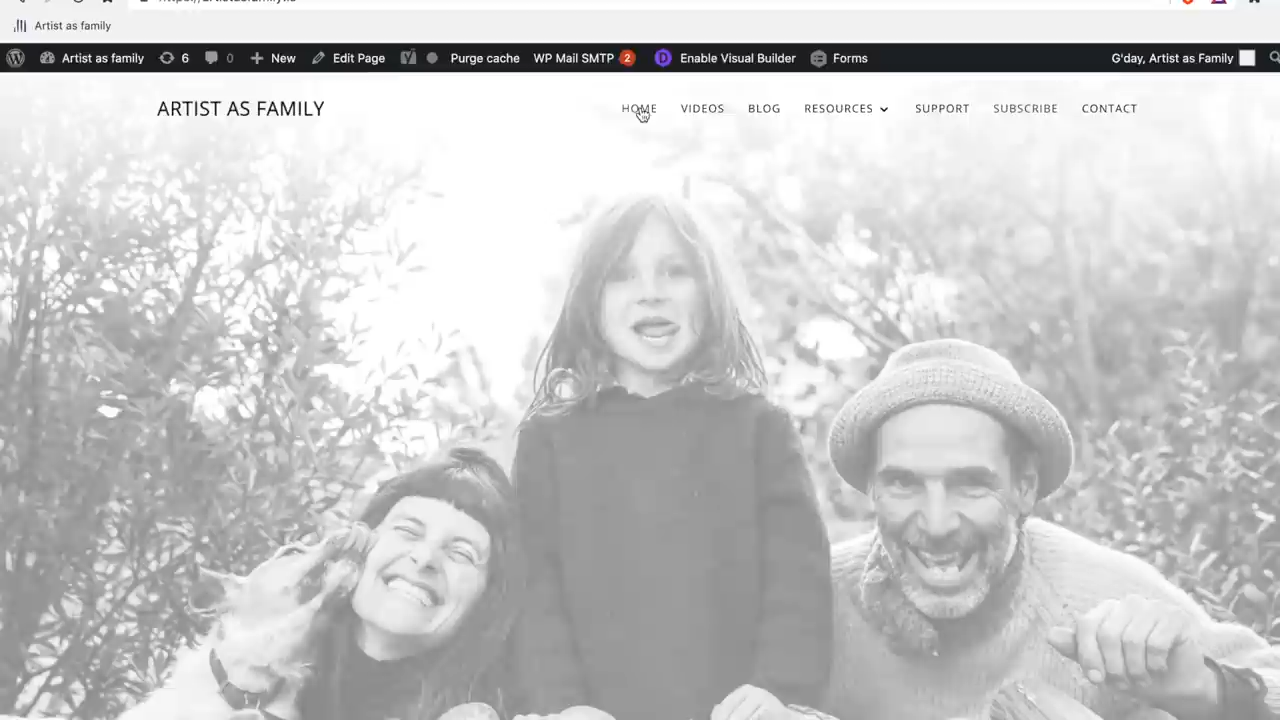 Artist as family
Artist as family 6 0 New Edit Page Purge cache WP Mail SMTP 2 Enable Visual Builder Forms G'day, Artist as Family
ARTIST AS FAMILY HOME VIDEOS BLOG RESOURCES SUPPORT SUBSCRIBE CONTACT